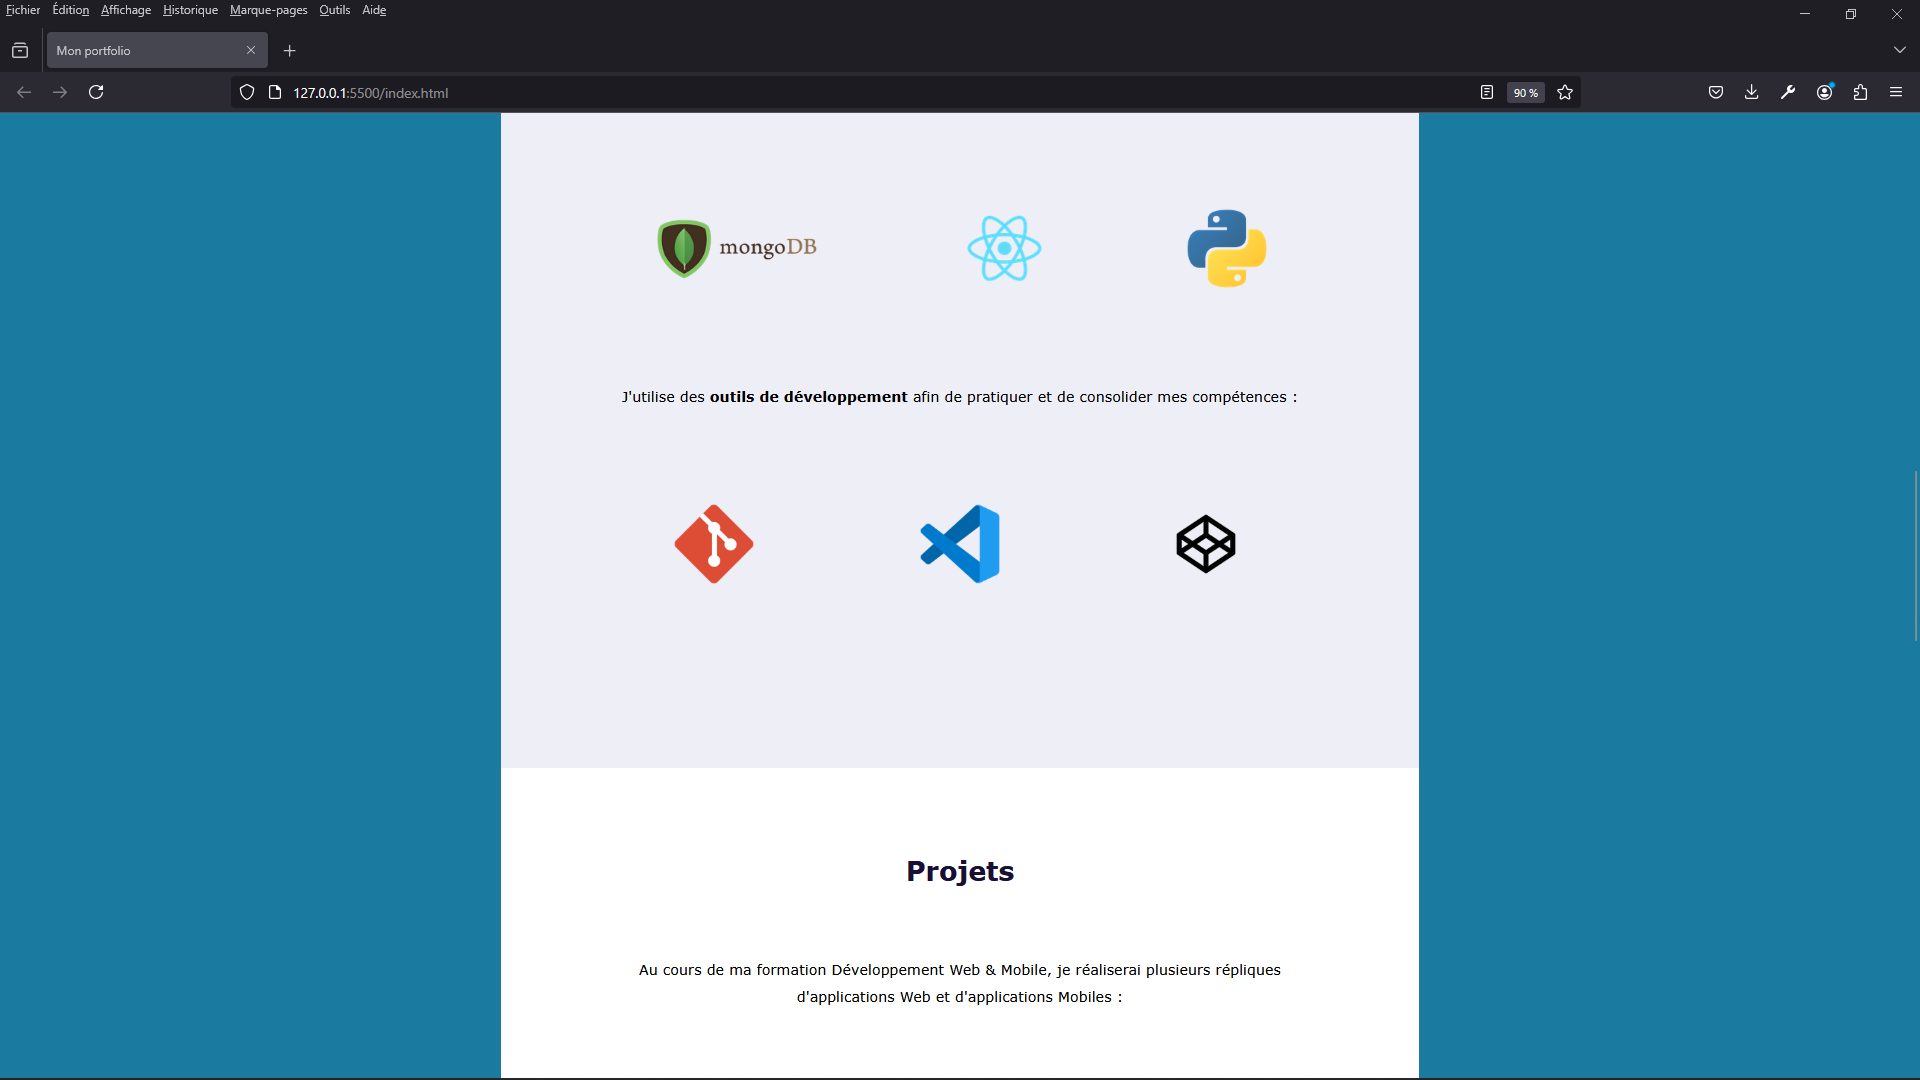 Fichier Édition Affichage Historique Marque-pages Outils Aide
Mon portfolio
127.0.0.1:5500/index.html
90 %
mongoDB
J'utilise des outils de développement afin de pratiquer et de consolider mes compétences :
Projets
Au cours de ma formation Développement Web & Mobile, je réaliserai plusieurs répliques
d'applications Web et d'applications Mobiles :